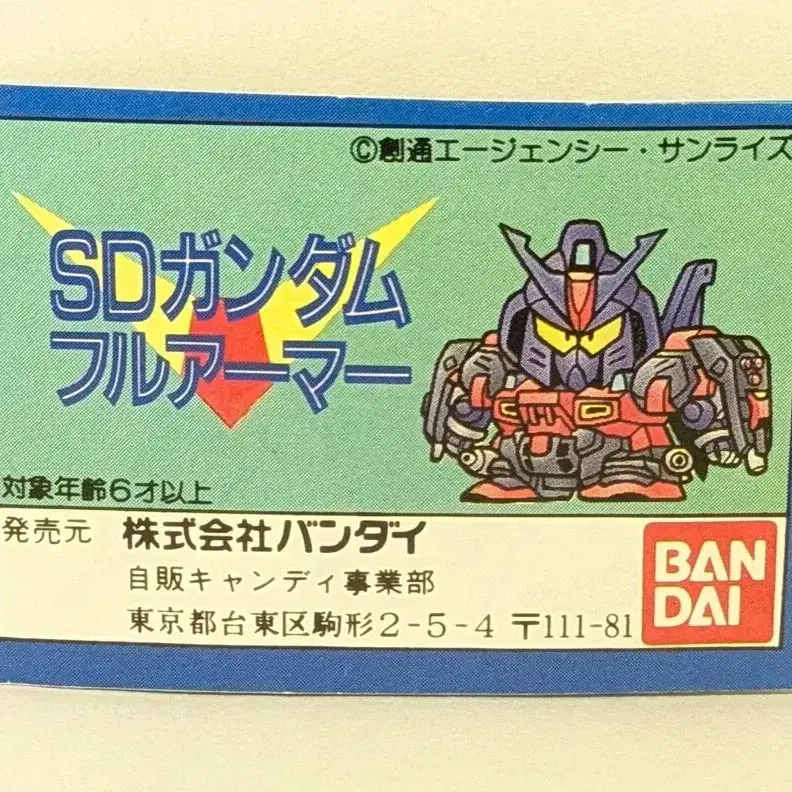 ©創通エージェンシー・サンライズ
SDガンダム
フルアーマー
対象年齢6才以上
発売元 株式会社バンダイ
自販キャンディ事業部
東京都台東区駒形2-5-4 〒111-81
BAN
DAI